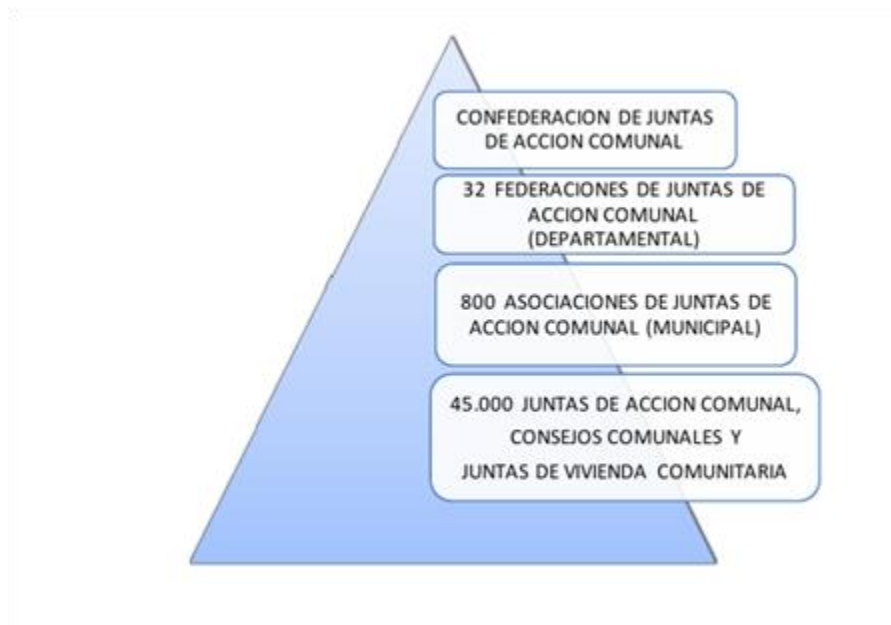 CONFEDERACION DE JUNTAS
DE ACCION COMUNAL
32 FEDERACIONES DE JUNTAS DE
ACCION COMUNAL
(DEPARTAMENTAL)
800 ASOCIACIONES DE JUNTAS DE
ACCION COMUNAL (MUNICIPAL)
45.000 JUNTAS DE ACCION COMUNAL,
CONSEJOS COMUNALES Y
JUNTAS DE VIVIENDA COMUNITARIA